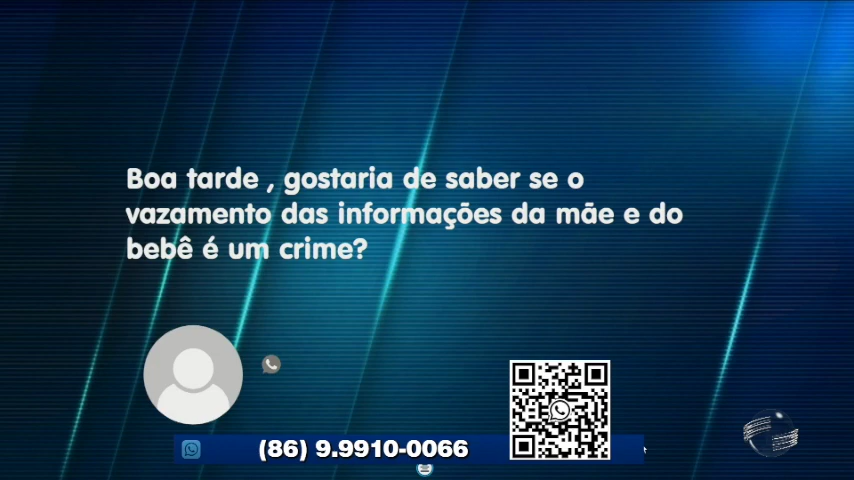 Boa tarde , gostaria de saber se o
vazamento das informações da mãe e do
bebê é um crime?
(86) 9.9910-0066